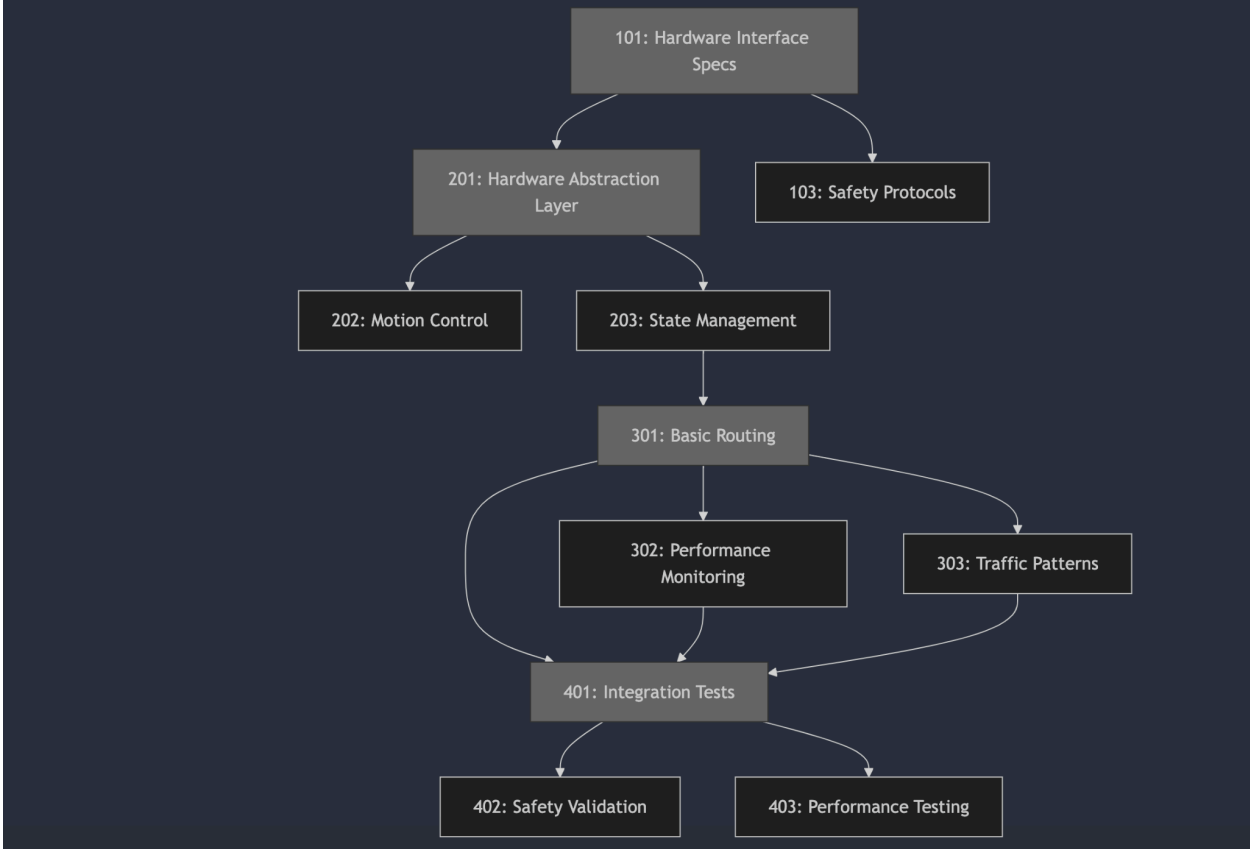 101: Hardware Interface
Specs
201: Hardware Abstraction
Layer
103: Safety Protocols
202: Motion Control
203: State Management
301: Basic Routing
302: Performance
Monitoring
303: Traffic Patterns
401: Integration Tests
402: Safety Validation
403: Performance Testing